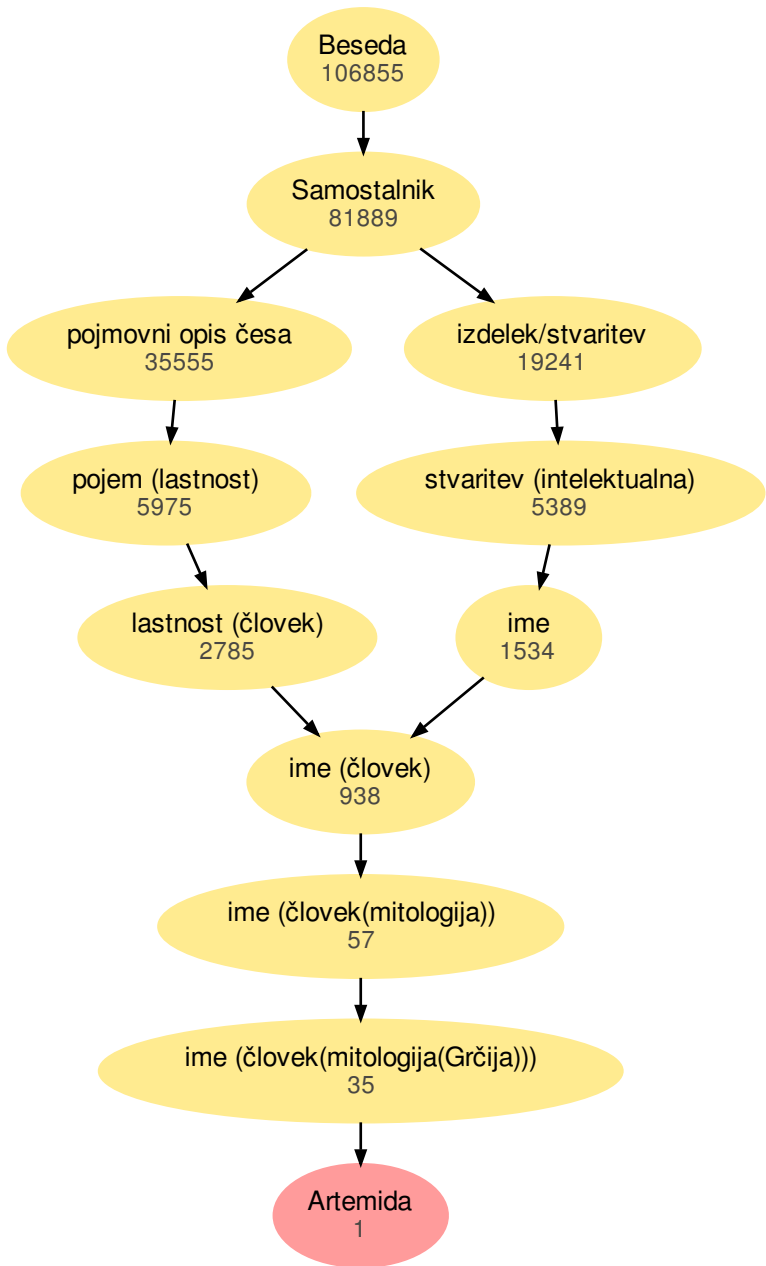 Beseda
106855
Samostalnik
81889
pojmovni opis česa
35555
izdelek/stvaritev
19241
pojem (lastnost)
5975
stvaritev (intelektualna)
5389
lastnost (človek)
2785
ime
1534
ime (človek)
938
ime (človek(mitologija))
57
ime (človek(mitologija(Grčija)))
35
Artemida
1